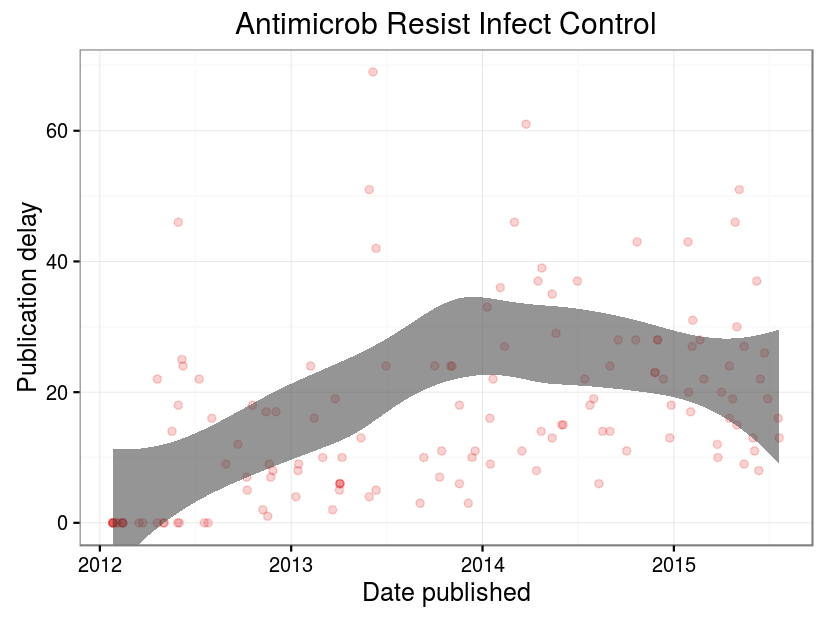 Antimicrob Resist Infect Control
Publication delay
60
40
20
0
2012 2013 2014 2015
Date published